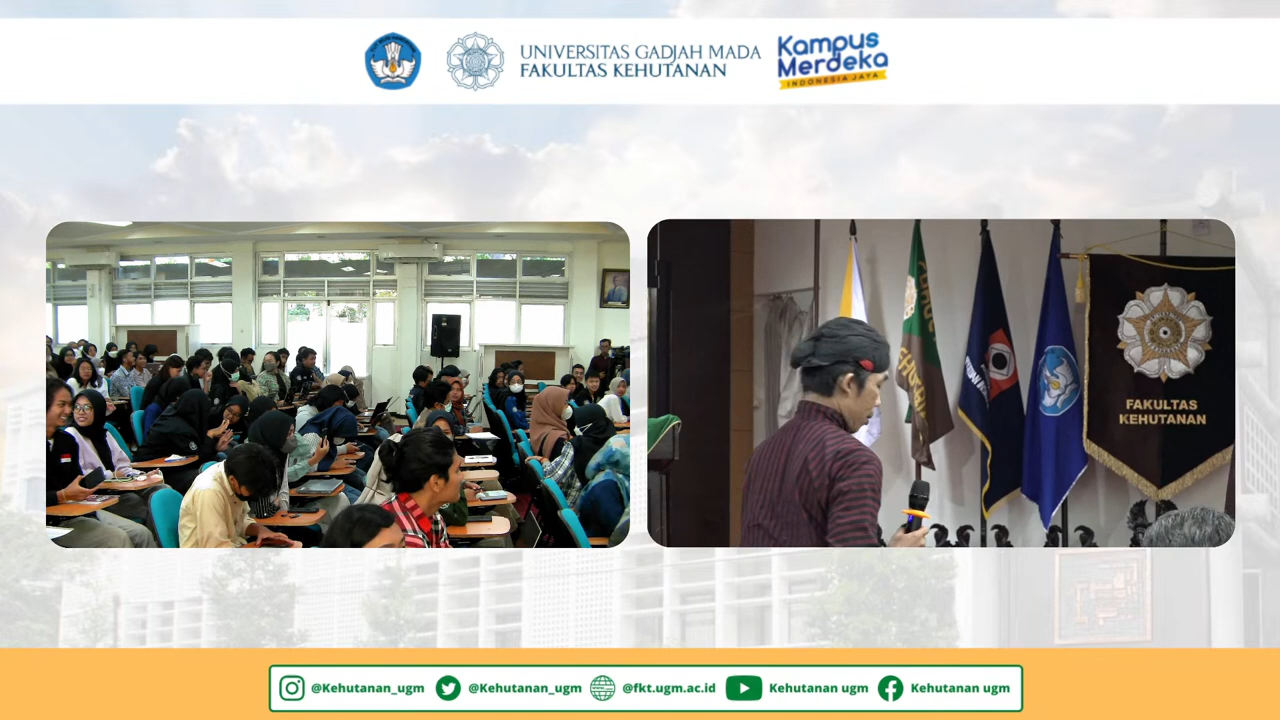 UNIVERSITAS GADJAH MADA
FAKULTAS KEHUTANAN
Kampus
Merdeka
INDONESIA JAYA
FAKULTAS
KEHUTANAN
@Kehutanan_ugm
@Kehutanan_ugm
@fkt.ugm.ac.id
Kehutanan ugm
Kehutanan ugm